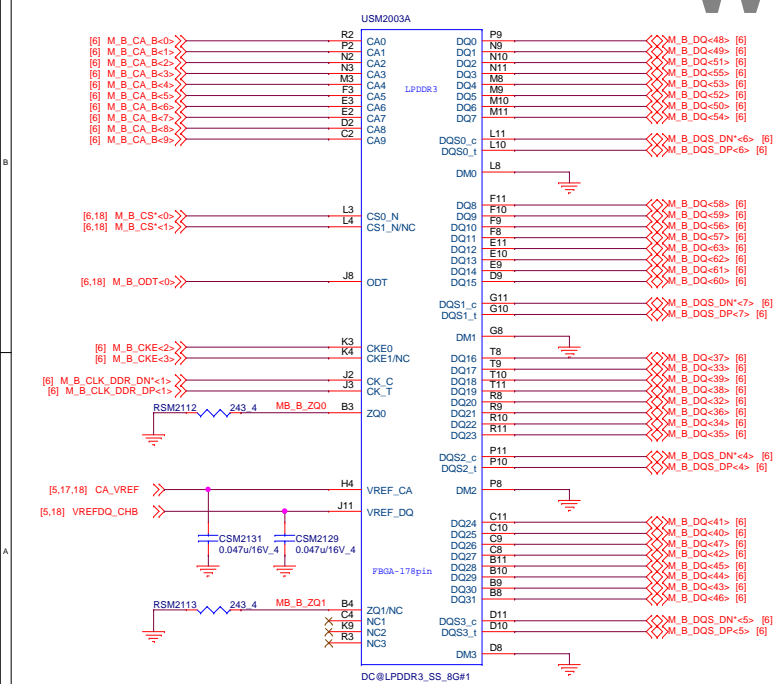 USM2003A
[6] M_B_CA_B<0> R2 CA0
[6] M_B_CA_B<1> P2 CA1
[6] M_B_CA_B<2> N2 CA2
[6] M_B_CA_B<3> N3 CA3
[6] M_B_CA_B<4> M3 CA4
[6] M_B_CA_B<5> F3 CA5
[6] M_B_CA_B<6> E3 CA6
[6] M_B_CA_B<7> E2 CA7
[6] M_B_CA_B<8> D2 CA8
[6] M_B_CA_B<9> C2 CA9
LPDDR3
DQ0 P9 M_B_DQ<48> [6]
DQ1 N9 M_B_DQ<49> [6]
DQ2 N10 M_B_DQ<51> [6]
DQ3 N11 M_B_DQ<55> [6]
DQ4 M8 M_B_DQ<53> [6]
DQ5 M9 M_B_DQ<52> [6]
DQ6 M10 M_B_DQ<50> [6]
DQ7 M11 M_B_DQ<54> [6]
DQS0_c L11 M_B_DQS_DN*<6> [6]
DQS0_t L10 M_B_DQS_DP<6> [6]
DM0 L8
B
[6,18] M_B_CS*<0> L3 CS0_N
[6,18] M_B_CS*<1> L4 CS1_N/NC
[6,18] M_B_ODT<0> J8 ODT
DQ8 F11 M_B_DQ<58> [6]
DQ9 F10 M_B_DQ<59> [6]
DQ10 F9 M_B_DQ<56> [6]
DQ11 F8 M_B_DQ<57> [6]
DQ12 E11 M_B_DQ<63> [6]
DQ13 E10 M_B_DQ<62> [6]
DQ14 E9 M_B_DQ<61> [6]
DQ15 D9 M_B_DQ<60> [6]
DQS1_c G11 M_B_DQS_DN*<7> [6]
DQS1_t G10 M_B_DQS_DP<7> [6]
DM1 G8
[6] M_B_CKE<2> K3 CKE0
[6] M_B_CKE<3> K4 CKE1/NC
[6] M_B_CLK_DDR_DN*<1> J2 CK_C
[6] M_B_CLK_DDR_DP<1> J3 CK_T
RSM2112 243_4 MB_B_ZQ0 B3 ZQ0
DQ16 T8 M_B_DQ<37> [6]
DQ17 T9 M_B_DQ<33> [6]
DQ18 T10 M_B_DQ<39> [6]
DQ19 T11 M_B_DQ<38> [6]
DQ20 R8 M_B_DQ<32> [6]
DQ21 R9 M_B_DQ<36> [6]
DQ22 R10 M_B_DQ<34> [6]
DQ23 R11 M_B_DQ<35> [6]
DQS2_c P11 M_B_DQS_DN*<4> [6]
DQS2_t P10 M_B_DQS_DP<4> [6]
DM2 P8
[5,17,18] CA_VREF H4 VREF_CA
[5,18] VREFDQ_CHB J11 VREF_DQ
CSM2131 CSM2129
0.047u/16V_4 0.047u/16V_4
A
FBGA-178pin
DQ24 C11 M_B_DQ<41> [6]
DQ25 C10 M_B_DQ<40> [6]
DQ26 C9 M_B_DQ<47> [6]
DQ27 C8 M_B_DQ<42> [6]
DQ28 B11 M_B_DQ<45> [6]
DQ29 B10 M_B_DQ<44> [6]
DQ30 B9 M_B_DQ<43> [6]
DQ31 B8 M_B_DQ<46> [6]
DQS3_c D11 M_B_DQS_DN*<5> [6]
DQS3_t D10 M_B_DQS_DP<5> [6]
DM3 D8
RSM2113 243_4 MB_B_ZQ1 B4 ZQ1/NC
C4 NC1
K9 NC2
R3 NC3
DC@LPDDR3_SS_8G#1